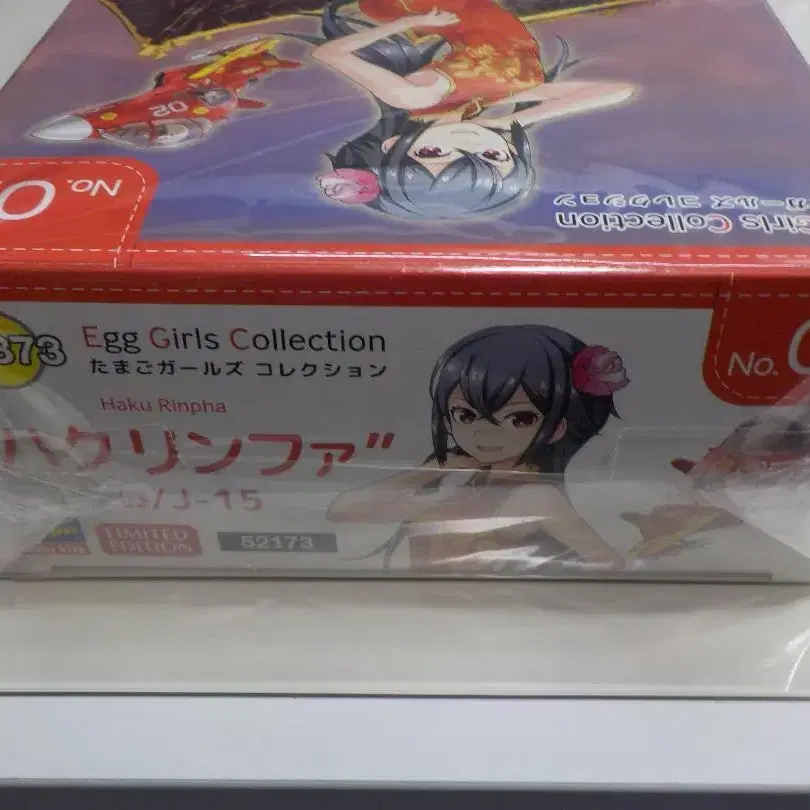 02
No. 0
Girls Collection
ガールズ コレクション
373
Egg Girls Collection
たまごガールズ コレクション
Haku Rinpha
ハクリンファ"
w/J-15
LIMITED
EDITION
52173
No. 0